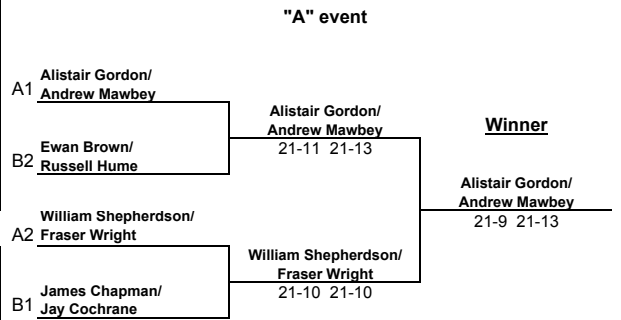 "A" event
A1
Alistair Gordon/
Andrew Mawbey
B2
Ewan Brown/
Russell Hume
A2
William Shepherdson/
Fraser Wright
B1
James Chapman/
Jay Cochrane
Alistair Gordon/
Andrew Mawbey
21-11 21-13
William Shepherdson/
Fraser Wright
21-10 21-10
Winner
Alistair Gordon/
Andrew Mawbey
21-9 21-13